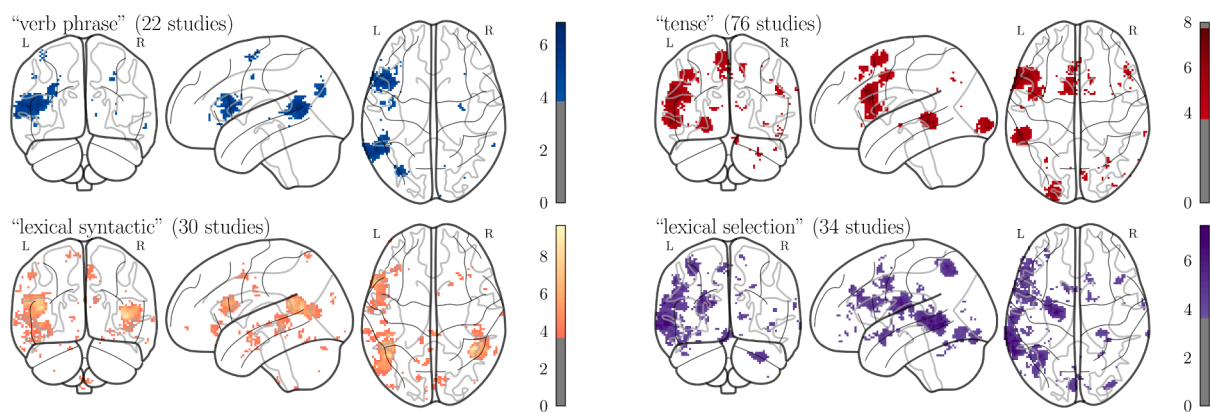 “verb phrase” (22 studies)
L R R
6
4
2
0
“tense” (76 studies)
L R L R
8
6
4
0
“lexical syntactic” (30 studies)
L R L R
8
6
4
2
0
“lexical selection” (34 studies)
L R L R
6
4
2
0